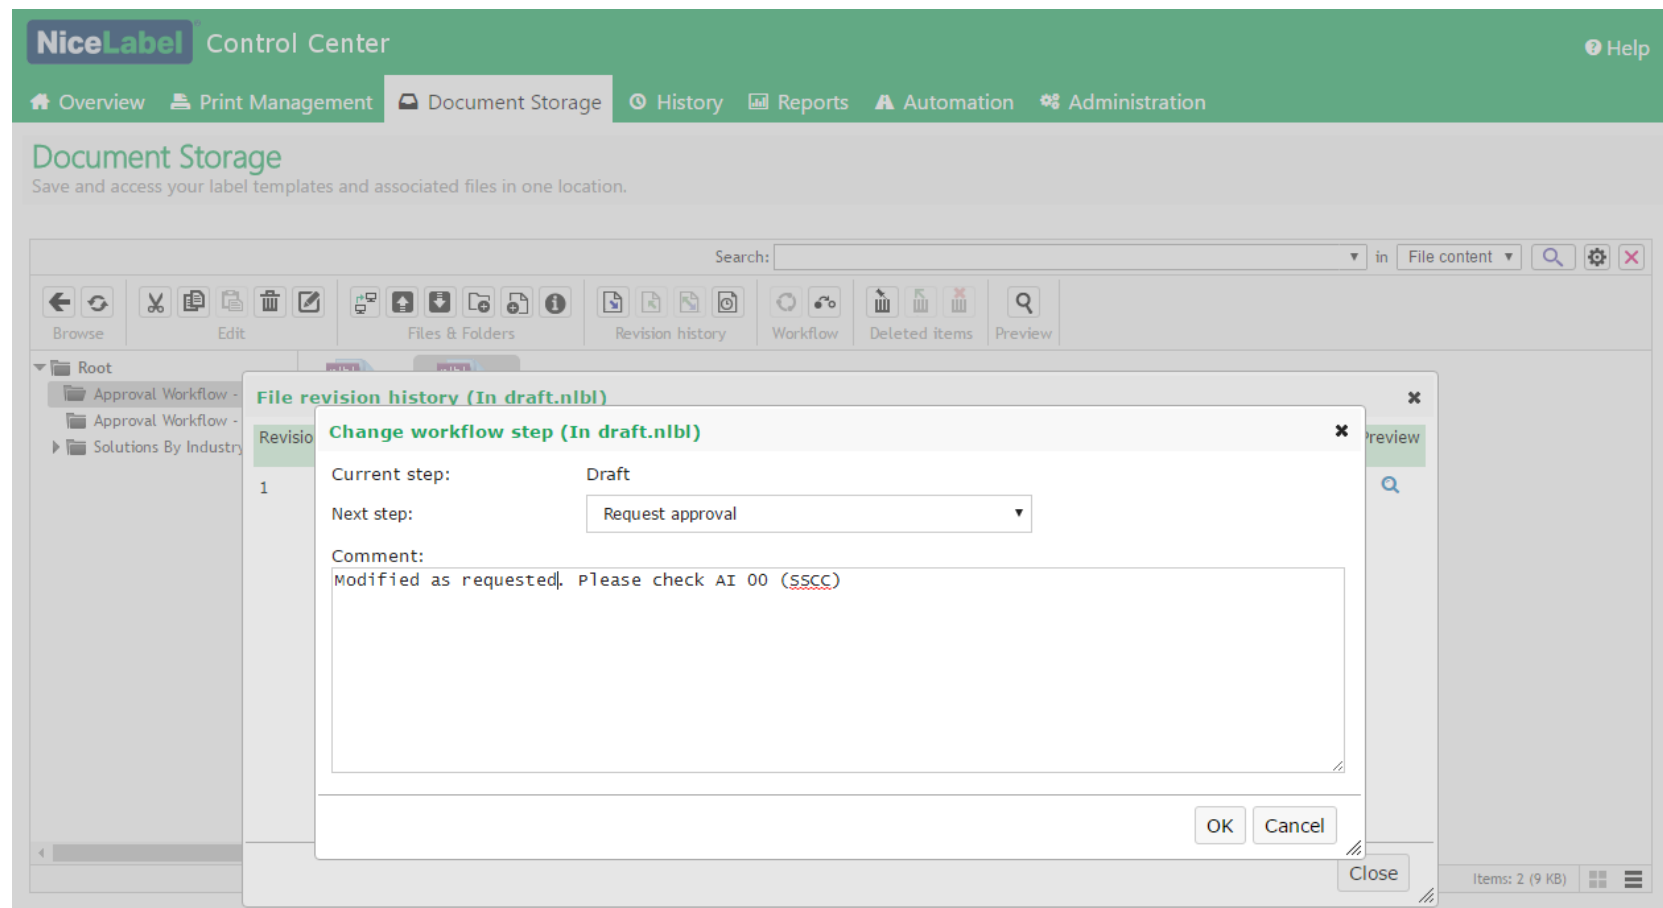 NiceLabel Control Center
Help
Overview Print Management Document Storage History Reports Automation Administration
Document Storage
Save and access your label templates and associated files in one location.
Search: in File content
Browse Edit Files & Folders Revision history Workflow Deleted items Preview
Root
Approval Workflow -
File revision history (In draft.nlbl)
Approval Workflow -
Change workflow step (In draft.nlbl)
Revisio
Preview
Solutions By Industry
Current step: Draft
1
Next step: Request approval
Comment:
Modified as requested. Please check AI 00 (SSCC)
OK Cancel
Close
Items: 2 (9 KB)